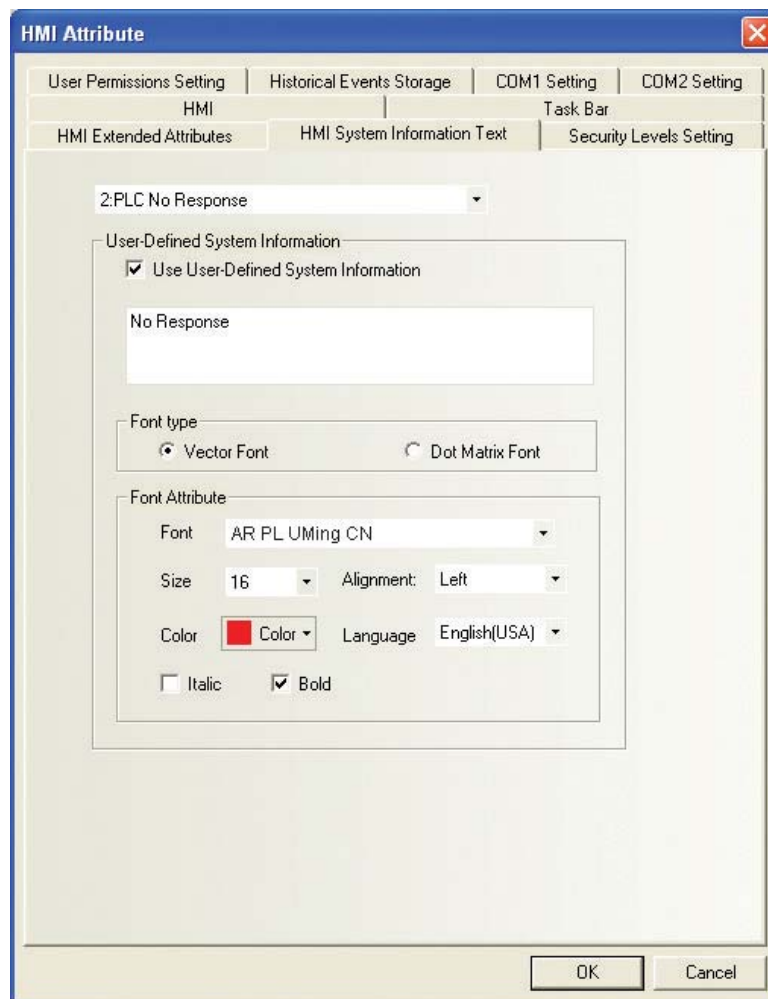 HMI Attribute
User Permissions Setting Historical Events Storage COM1 Setting COM2 Setting
HMI Task Bar
HMI Extended Attributes HMI System Information Text Security Levels Setting
2:PLC No Response
User-Defined System Information
Use User-Defined System Information
No Response
Font type
Vector Font Dot Matrix Font
Font Attribute
Font AR PL UMing CN
Size 16 Alignment: Left
Color Color Language English(USA)
Italic Bold
OK Cancel